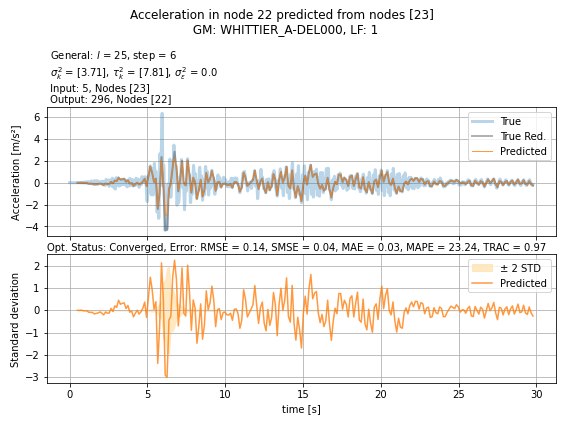 Acceleration in node 22 predicted from nodes [23]
GM: WHITTIER_A-DEL000, LF: 1
General: l = 25, step = 6
σ²ₖ = [3.71], τ²ₖ = [7.81], σ²ε = 0.0
Input: 5, Nodes [23]
Output: 296, Nodes [22]
Acceleration [m/s²]
6
4
2
0
−2
−4
True
True Red.
Predicted
Opt. Status: Converged, Error: RMSE = 0.14, SMSE = 0.04, MAE = 0.03, MAPE = 23.24, TRAC = 0.97
Standard deviation
2
1
0
−1
−2
−3
± 2 STD
Predicted
0
5
10
15
20
25
30
time [s]